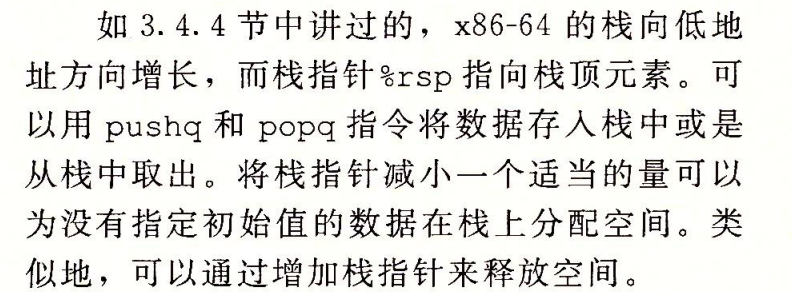 如 3.4.4 节中讲过的，x86-64 的栈向低地
址方向增长，而栈指针%rsp 指向栈顶元素。可
以用 pushq 和 popq 指令将数据存入栈中或是
从栈中取出。将栈指针减小一个适当的量可以
为没有指定初始值的数据在栈上分配空间。类
似地，可以通过增加栈指针来释放空间。